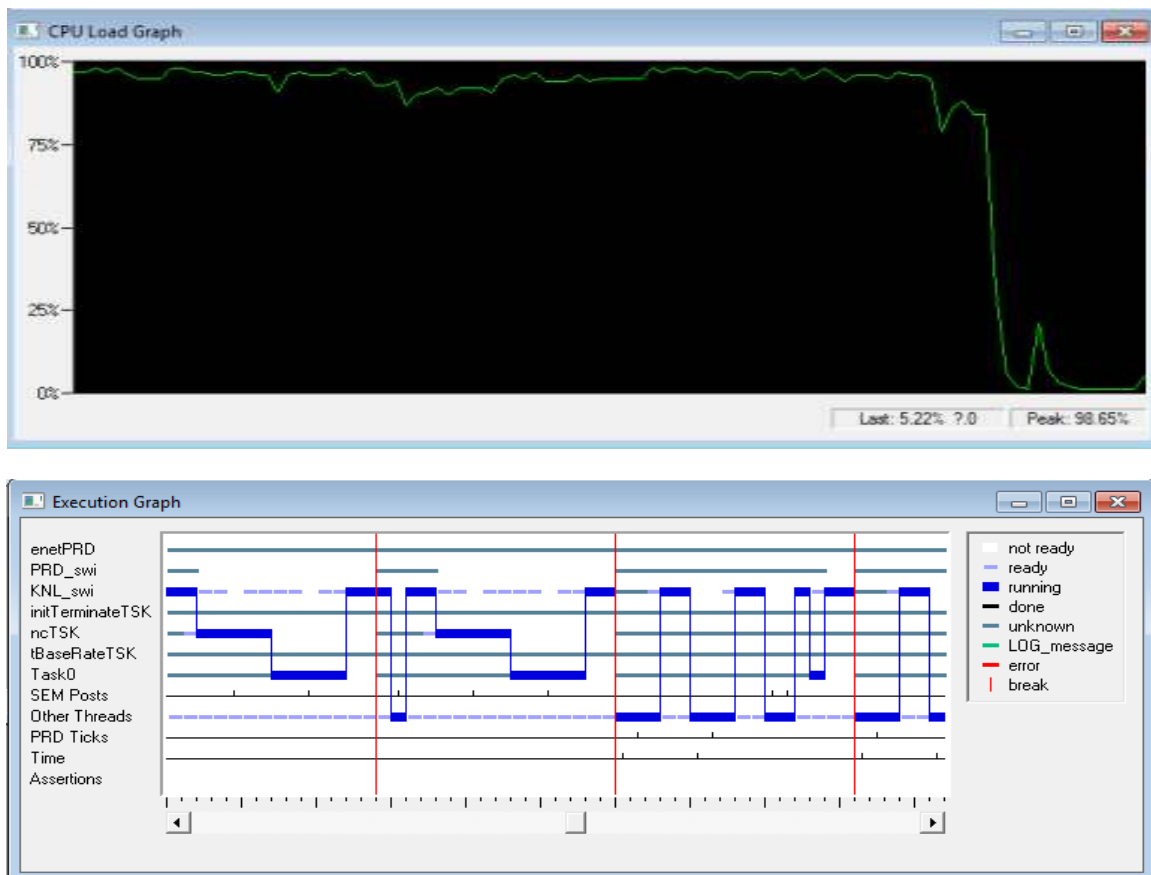 CPU Load Graph
100%
75%
50%
25%
0%
Last: 5.22% ?.0 Peak: 98.65%
Execution Graph
enetPRD
PRD_swi
KNL_swi
initTerminateTSK
ncTSK
tBaseRateTSK
Task0
SEM Posts
Other Threads
PRD Ticks
Time
Assertions
not ready
ready
running
done
unknown
LOG_message
error
break